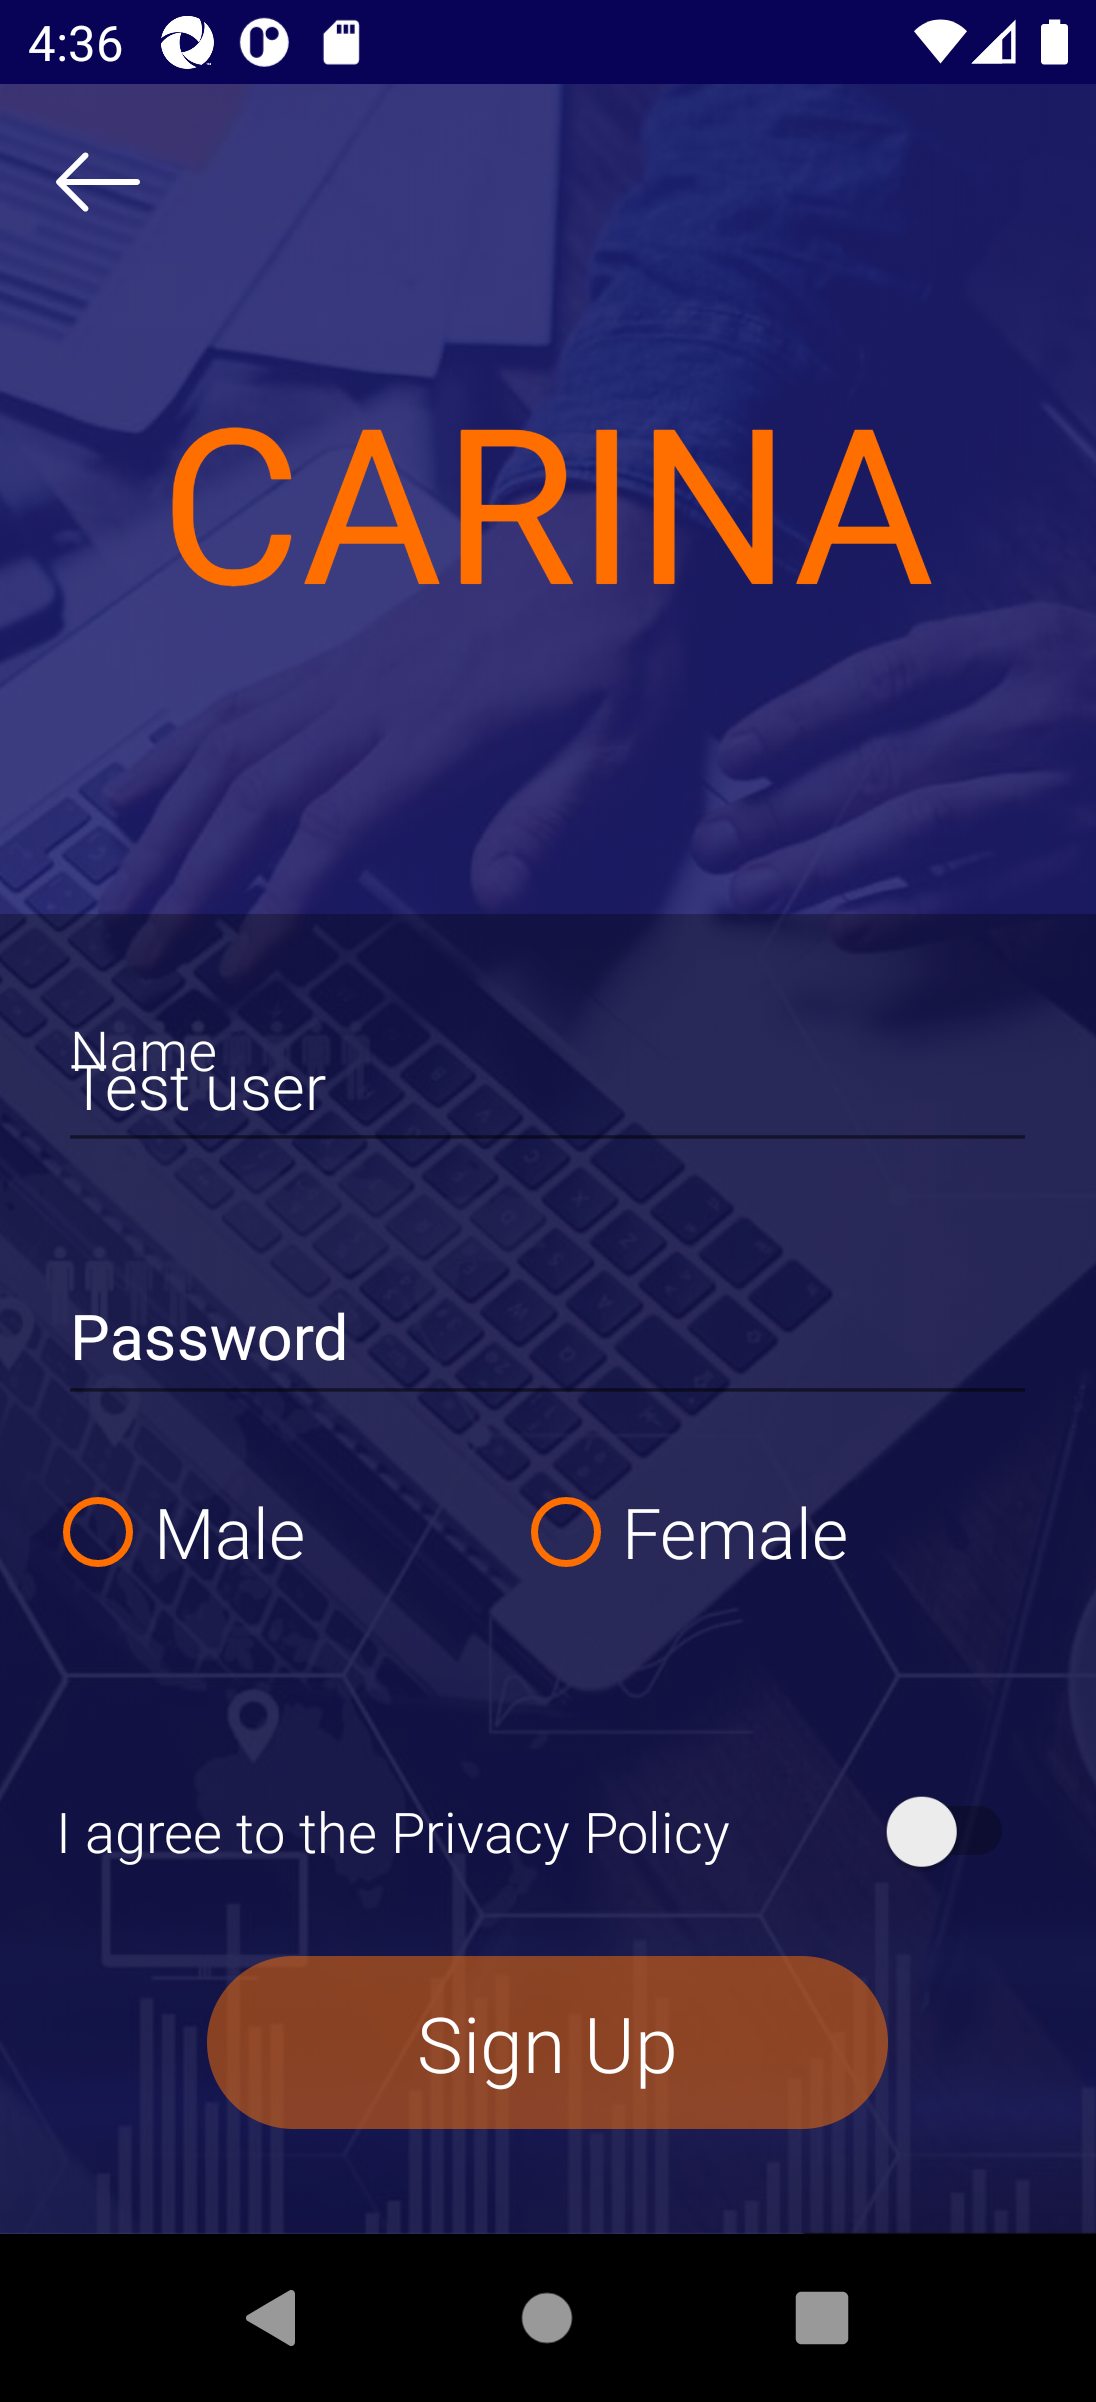 4:36
CARINA
Name
Test user
Password
Male
Female
I agree to the Privacy Policy
Sign Up